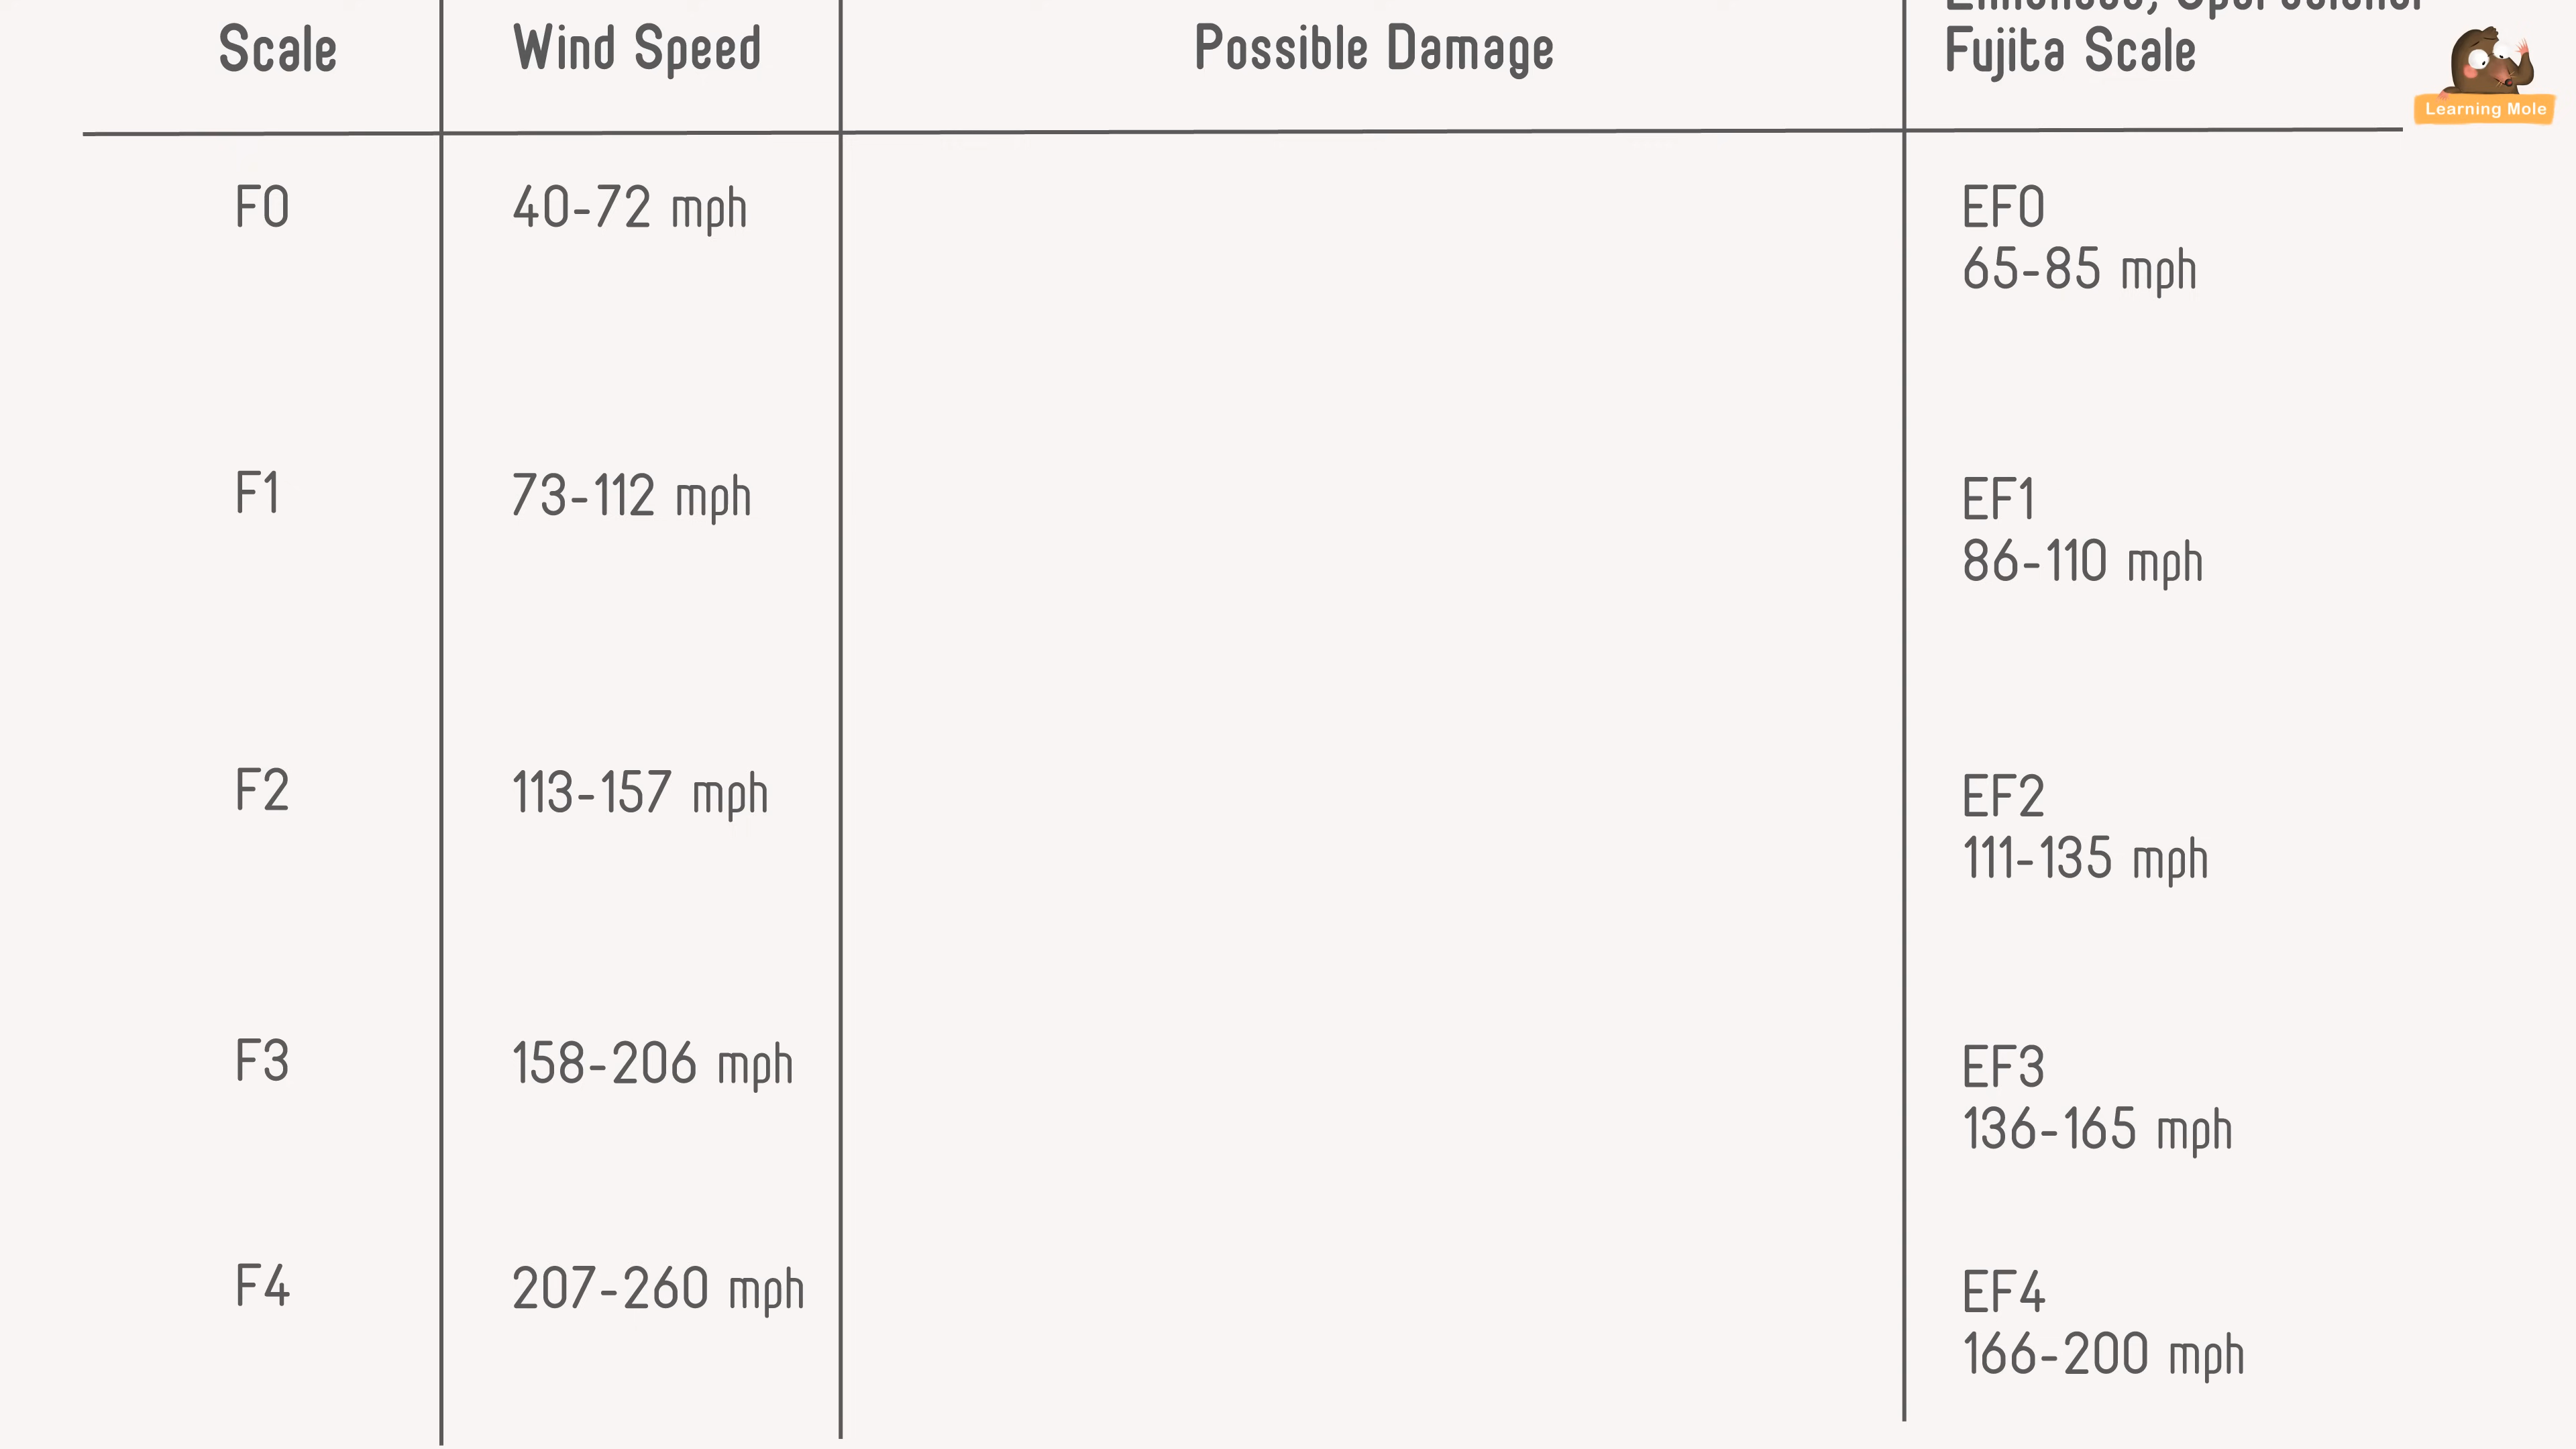 Scale Wind Speed Possible Damage Fujita Scale
Learning Mole
F0 40-72 mph EF0
65-85 mph
F1 73-112 mph EF1
86-110 mph
F2 113-157 mph EF2
111-135 mph
F3 158-206 mph EF3
136-165 mph
F4 207-260 mph EF4
166-200 mph